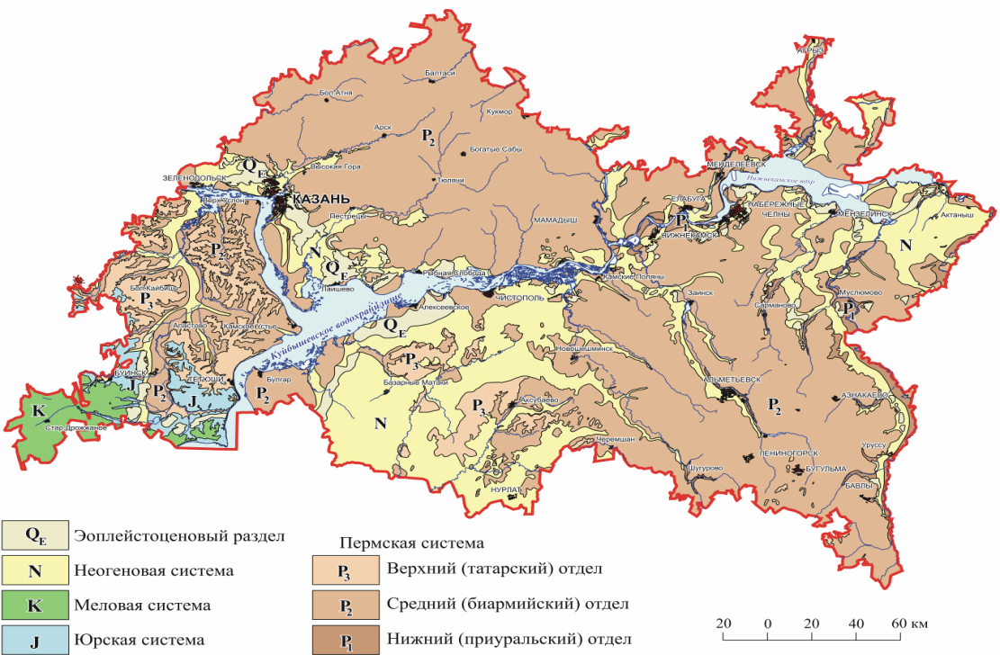 АГРЫЗ
Балтаси
Бол.Атня
Кукмор
Арск
P2
Богатые Сабы
QE
Высокая Гора
МЕНДЕЛЕЕВСК
ЗЕЛЕНОДОЛЬСК
Тюлячи
Нижнекамское вдхр.
КАЗАНЬ
Верх.Услон
ЕЛАБУГА
НАБЕРЕЖНЫЕ
ЧЕЛНЫ
Пестрецы
МАМАДЫШ
P1
МЕНЗЕЛИНСК
Актаныш
НИЖНЕКАМСК
P2
N
N
QE
Рыбная Слобода
Камские Поляны
Лаишево
Бол.Кайбицы
P3
ЧИСТОПОЛЬ
Заинск
Муслюмово
Сарманово
P1
Алексеевское
Куйбышевское водохранилище
QE
Апастово
Камское Устье
Новошешминск
P3
БУИНСК
J
P2
ТЕТЮШИ
Булгар
P2
Базарные Матаки
АЛЬМЕТЬЕВСК
Аксубаево
P3
P2
АЗНАКАЕВО
J
K
Стар.Дрожжаное
N
Черемшан
Уруссу
ЛЕНИНОГОРСК
Шугурово
БУГУЛЬМА
БАВЛЫ
НУРЛАТ
QE Эоплейстоценовый раздел
N Неогеновая система
K Меловая система
J Юрская система
Пермская система
P3 Верхний (татарский) отдел
P2 Средний (биармийский) отдел
P1 Нижний (приуральский) отдел
20 0 20 40 60 км